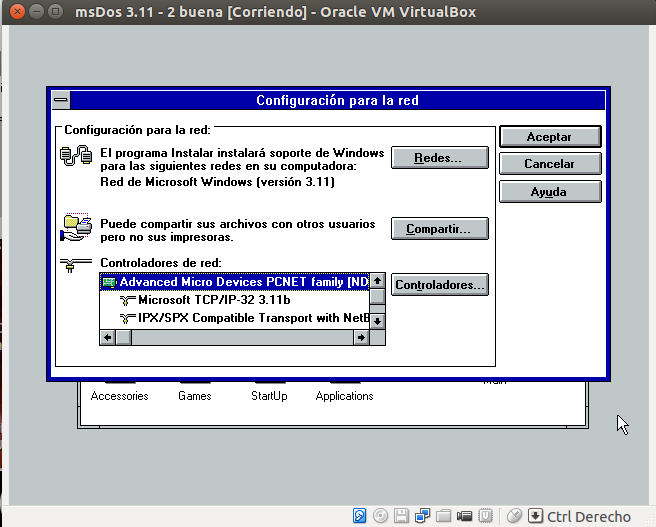 msDos 3.11 - 2 buena [Corriendo] - Oracle VM VirtualBox
Configuración para la red
Configuración para la red:
El programa Instalar instalará soporte de Windows
para las siguientes redes en su computadora:
Red de Microsoft Windows (versión 3.11)
Redes...
Aceptar
Cancelar
Ayuda
Puede compartir sus archivos con otros usuarios
pero no sus impresoras.
Compartir...
Controladores de red:
Advanced Micro Devices PCNET family [ND
Microsoft TCP/IP-32 3.11b
IPX/SPX Compatible Transport with NetB
Controladores...
Accessories
Games
StartUp
Applications
Main
Ctrl Derecho